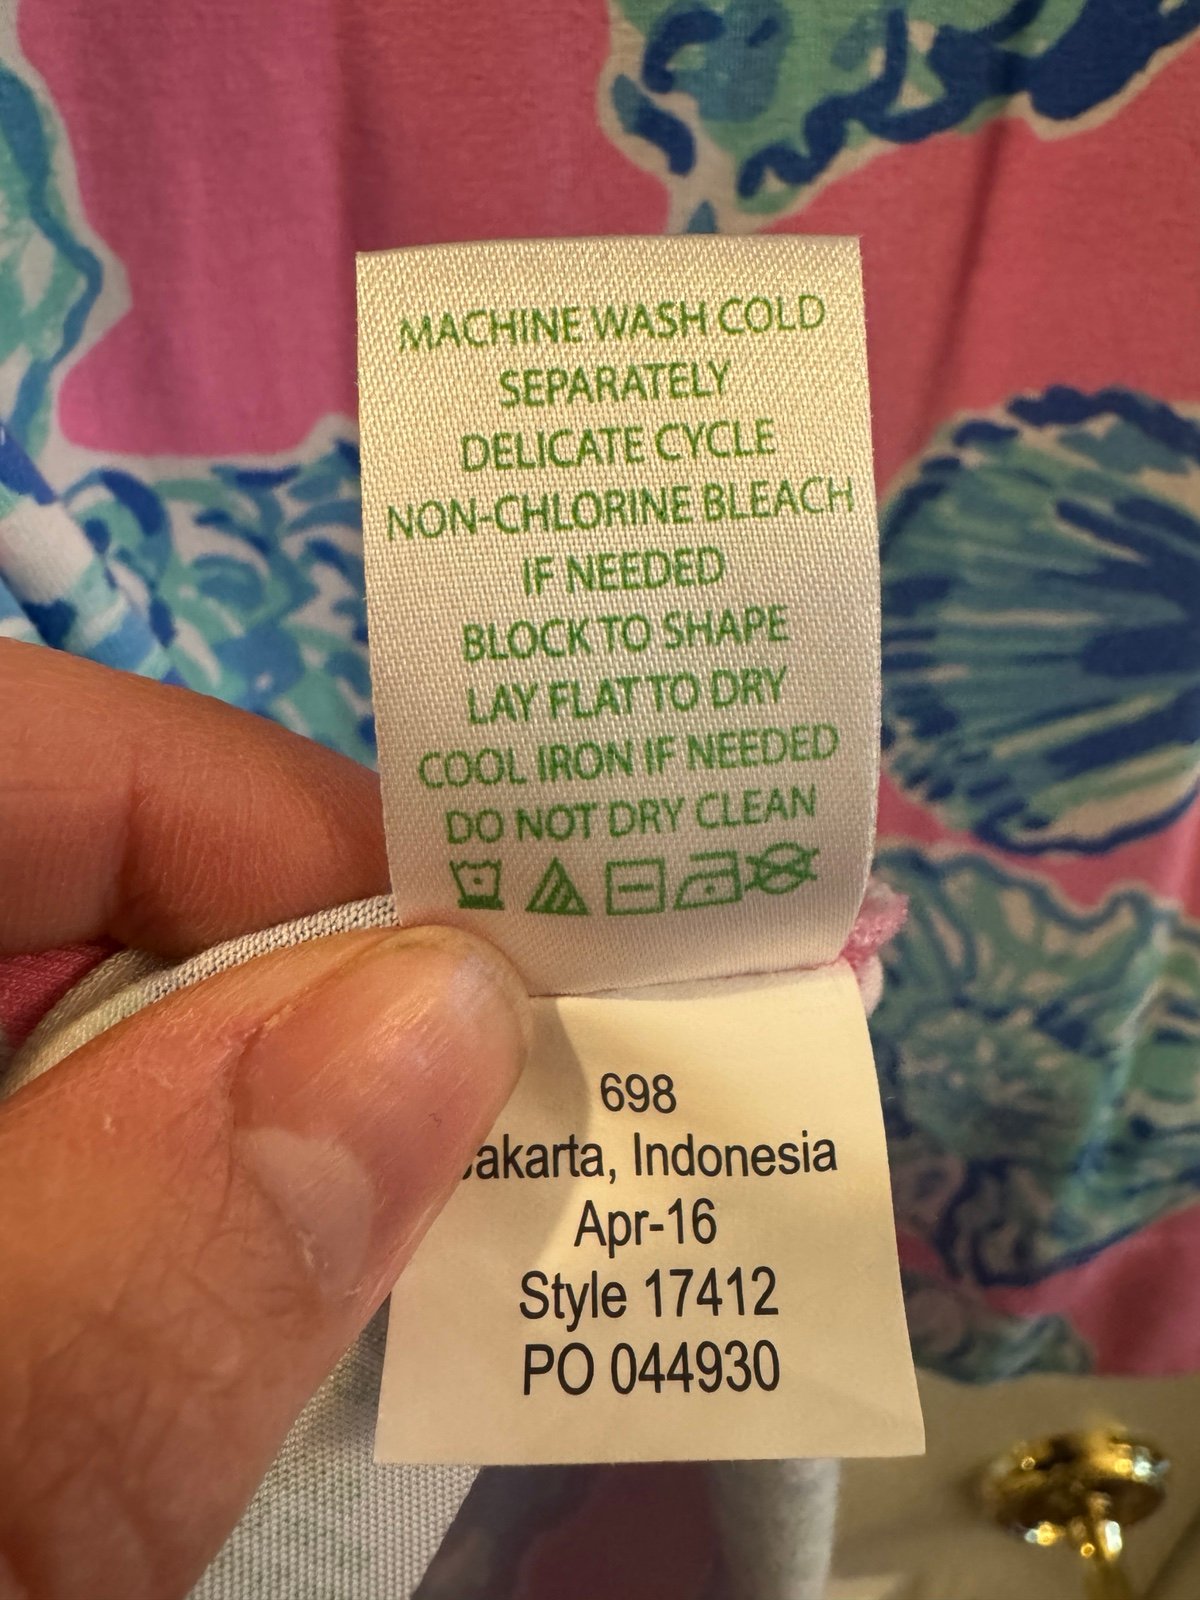 MACHINE WASH COLD
SEPARATELY
DELICATE CYCLE
NON-CHLORINE BLEACH
IF NEEDED
BLOCK TO SHAPE
LAY FLAT TO DRY
COOL IRON IF NEEDED
DO NOT DRY CLEAN
698
Jakarta, Indonesia
Apr-16
Style 17412
PO 044930